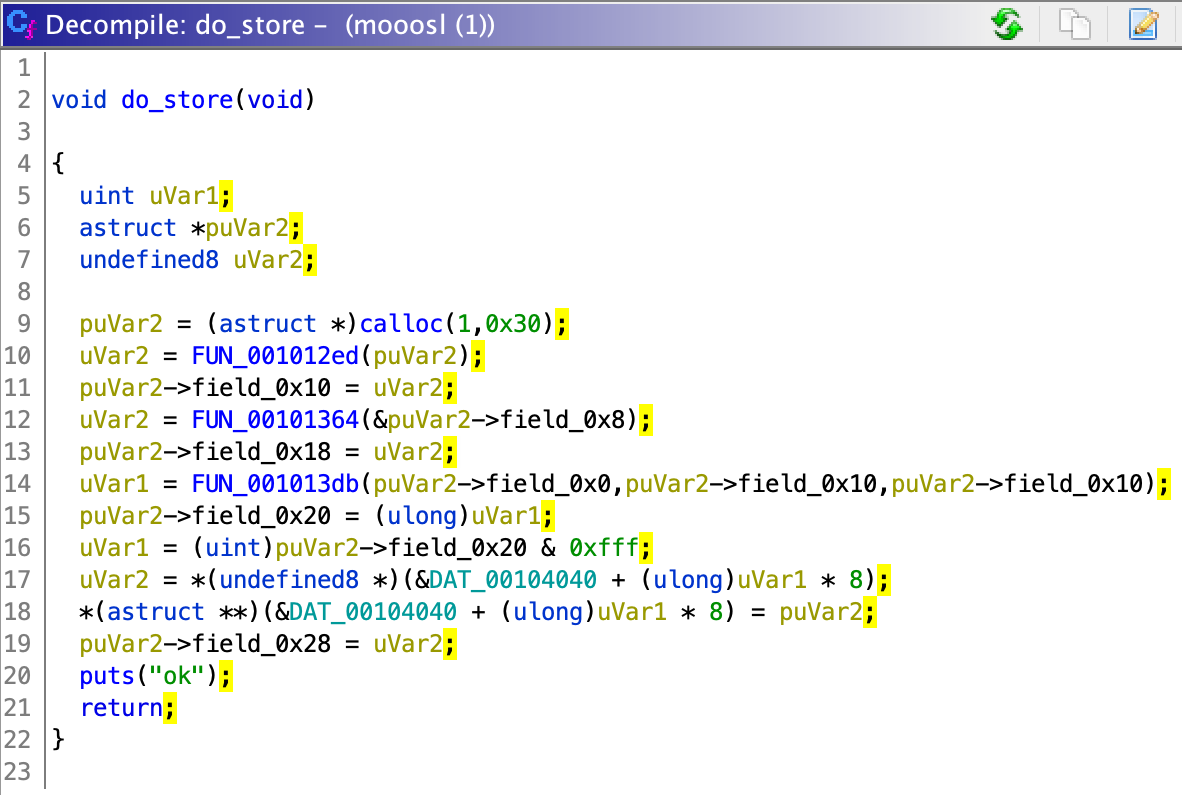 Decompile: do_store – (mooosl (1))
1
2 void do_store(void)
3
4 {
5 uint uVar1;
6 astruct *puVar2;
7 undefined8 uVar2;
8
9 puVar2 = (astruct *)calloc(1,0x30);
10 uVar2 = FUN_001012ed(puVar2);
11 puVar2->field_0x10 = uVar2;
12 uVar2 = FUN_00101364(&puVar2->field_0x8);
13 puVar2->field_0x18 = uVar2;
14 uVar1 = FUN_001013db(puVar2->field_0x0,puVar2->field_0x10,puVar2->field_0x10);
15 puVar2->field_0x20 = (ulong)uVar1;
16 uVar1 = (uint)puVar2->field_0x20 & 0xfff;
17 uVar2 = *(undefined8 *)(&DAT_00104040 + (ulong)uVar1 * 8);
18 *(astruct **)(&DAT_00104040 + (ulong)uVar1 * 8) = puVar2;
19 puVar2->field_0x28 = uVar2;
20 puts("ok");
21 return;
22 }
23